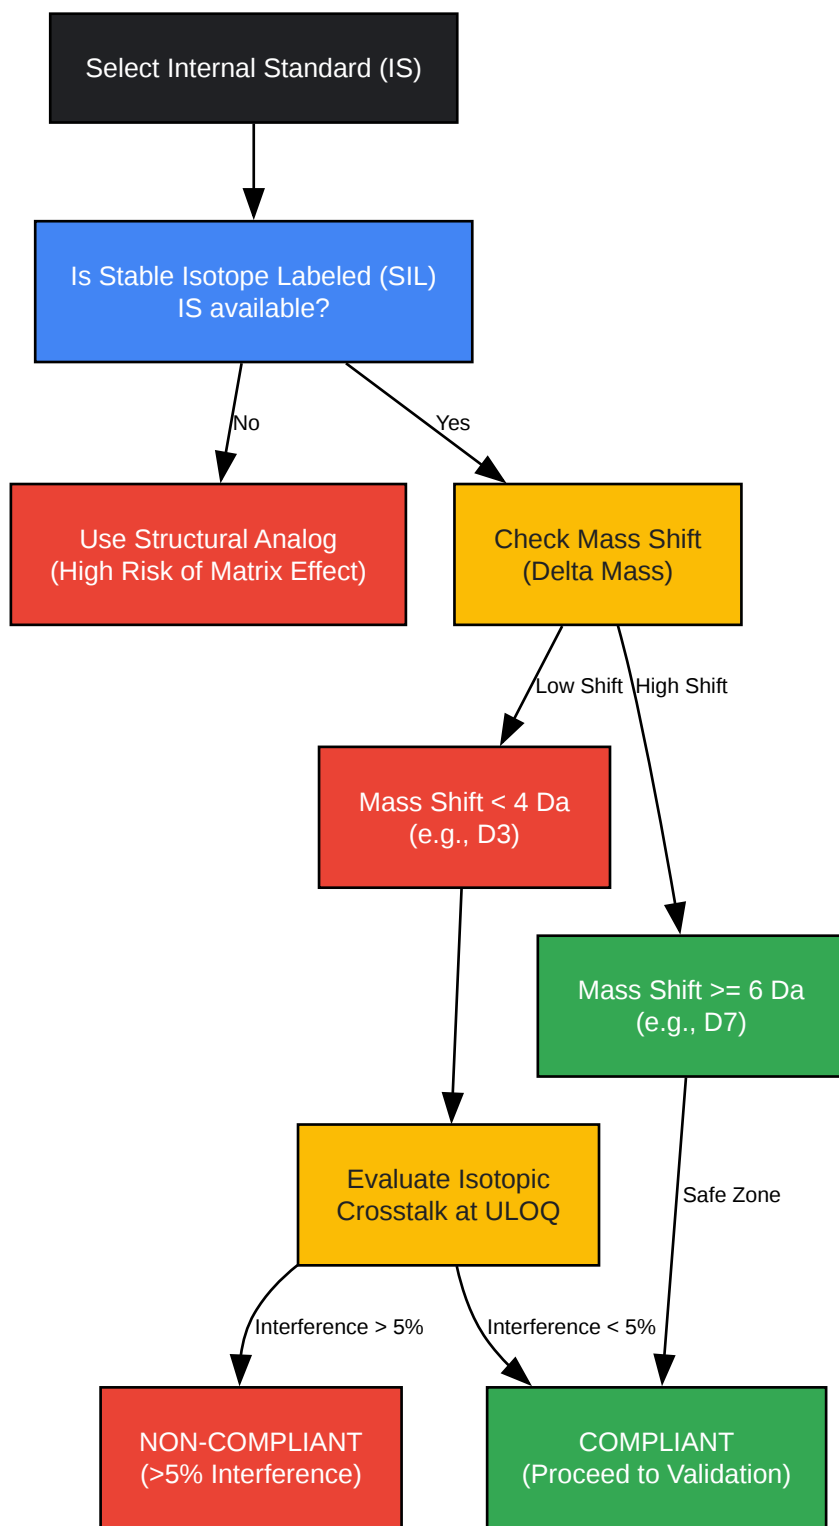 Select Internal Standard (IS)
Is Stable Isotope Labeled (SIL)
IS available?
No
Yes
Use Structural Analog
(High Risk of Matrix Effect)
Check Mass Shift
(Delta Mass)
Low Shift
High Shift
Mass Shift < 4 Da
(e.g., D3)
Mass Shift >= 6 Da
(e.g., D7)
Evaluate Isotopic
Crosstalk at ULOQ
Safe Zone
Interference > 5%
Interference < 5%
NON-COMPLIANT
(>5% Interference)
COMPLIANT
(Proceed to Validation)